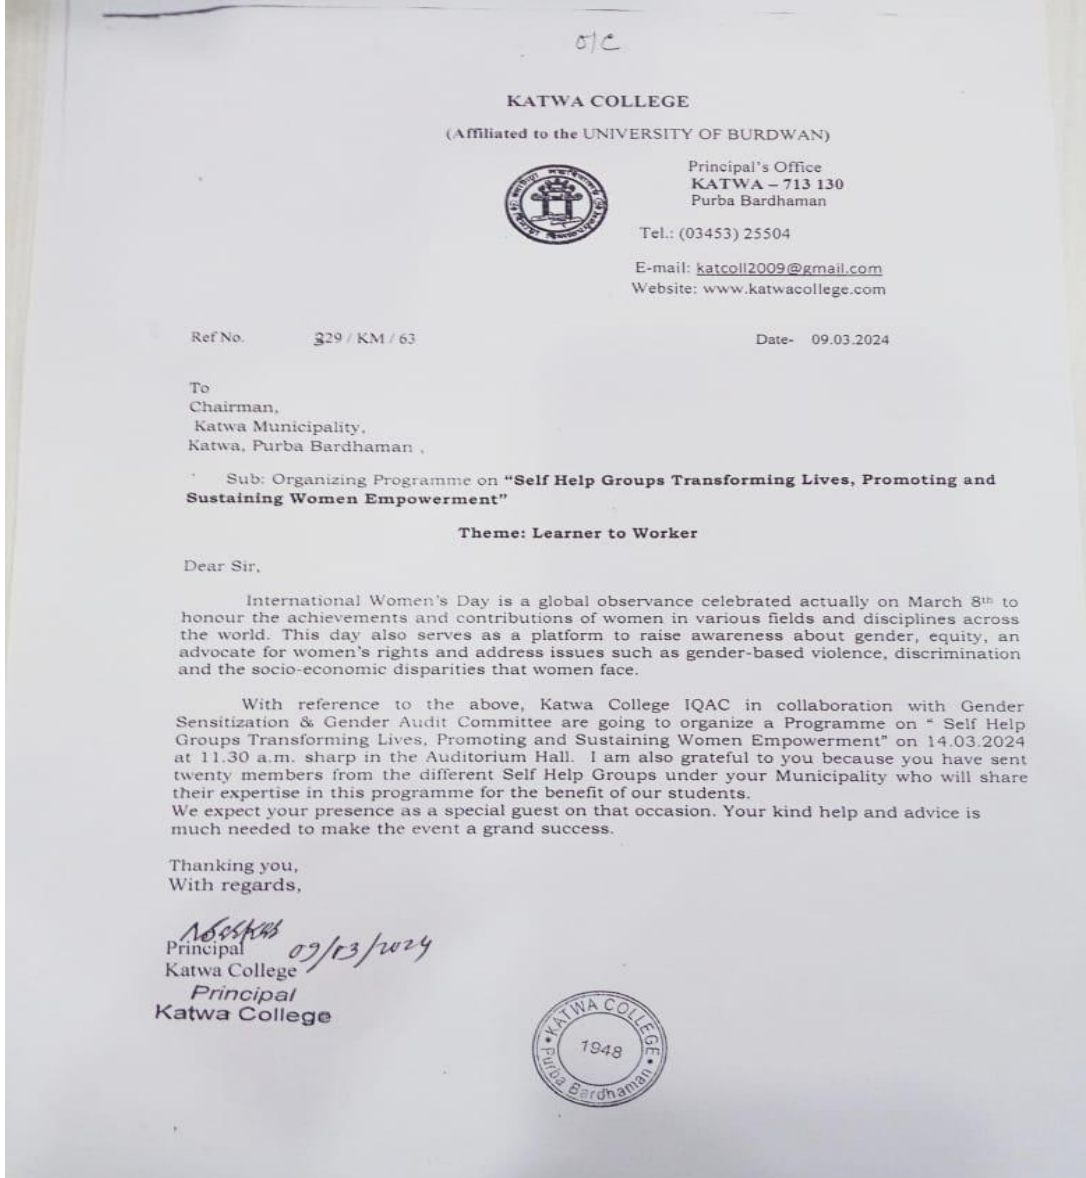 O/C
KATWA COLLEGE
(Affiliated to the UNIVERSITY OF BURDWAN)
Principal's Office
KATWA – 713 130
Purba Bardhaman
Tel.: (03453) 25504
E-mail: katcoll2009@gmail.com
Website: www.katwacollege.com
Ref No. 329 / KM / 63 Date- 09.03.2024
To
Chairman,
Katwa Municipality,
Katwa, Purba Bardhaman ,
Sub: Organizing Programme on “Self Help Groups Transforming Lives, Promoting and
Sustaining Women Empowerment”
Theme: Learner to Worker
Dear Sir,
International Women's Day is a global observance celebrated actually on March 8th to
honour the achievements and contributions of women in various fields and disciplines across
the world. This day also serves as a platform to raise awareness about gender, equity, an
advocate for women's rights and address issues such as gender-based violence, discrimination
and the socio-economic disparities that women face.
With reference to the above, Katwa College IQAC in collaboration with Gender
Sensitization & Gender Audit Committee are going to organize a Programme on “ Self Help
Groups Transforming Lives, Promoting and Sustaining Women Empowerment” on 14.03.2024
at 11.30 a.m. sharp in the Auditorium Hall. I am also grateful to you because you have sent
twenty members from the different Self Help Groups under your Municipality who will share
their expertise in this programme for the benefit of our students.
We expect your presence as a special guest on that occasion. Your kind help and advice is
much needed to make the event a grand success.
Thanking you,
With regards,
Principal 09/03/2024
Katwa College
Principal
Katwa College
KATWA COLLEGE
1948
Purba Bardhaman